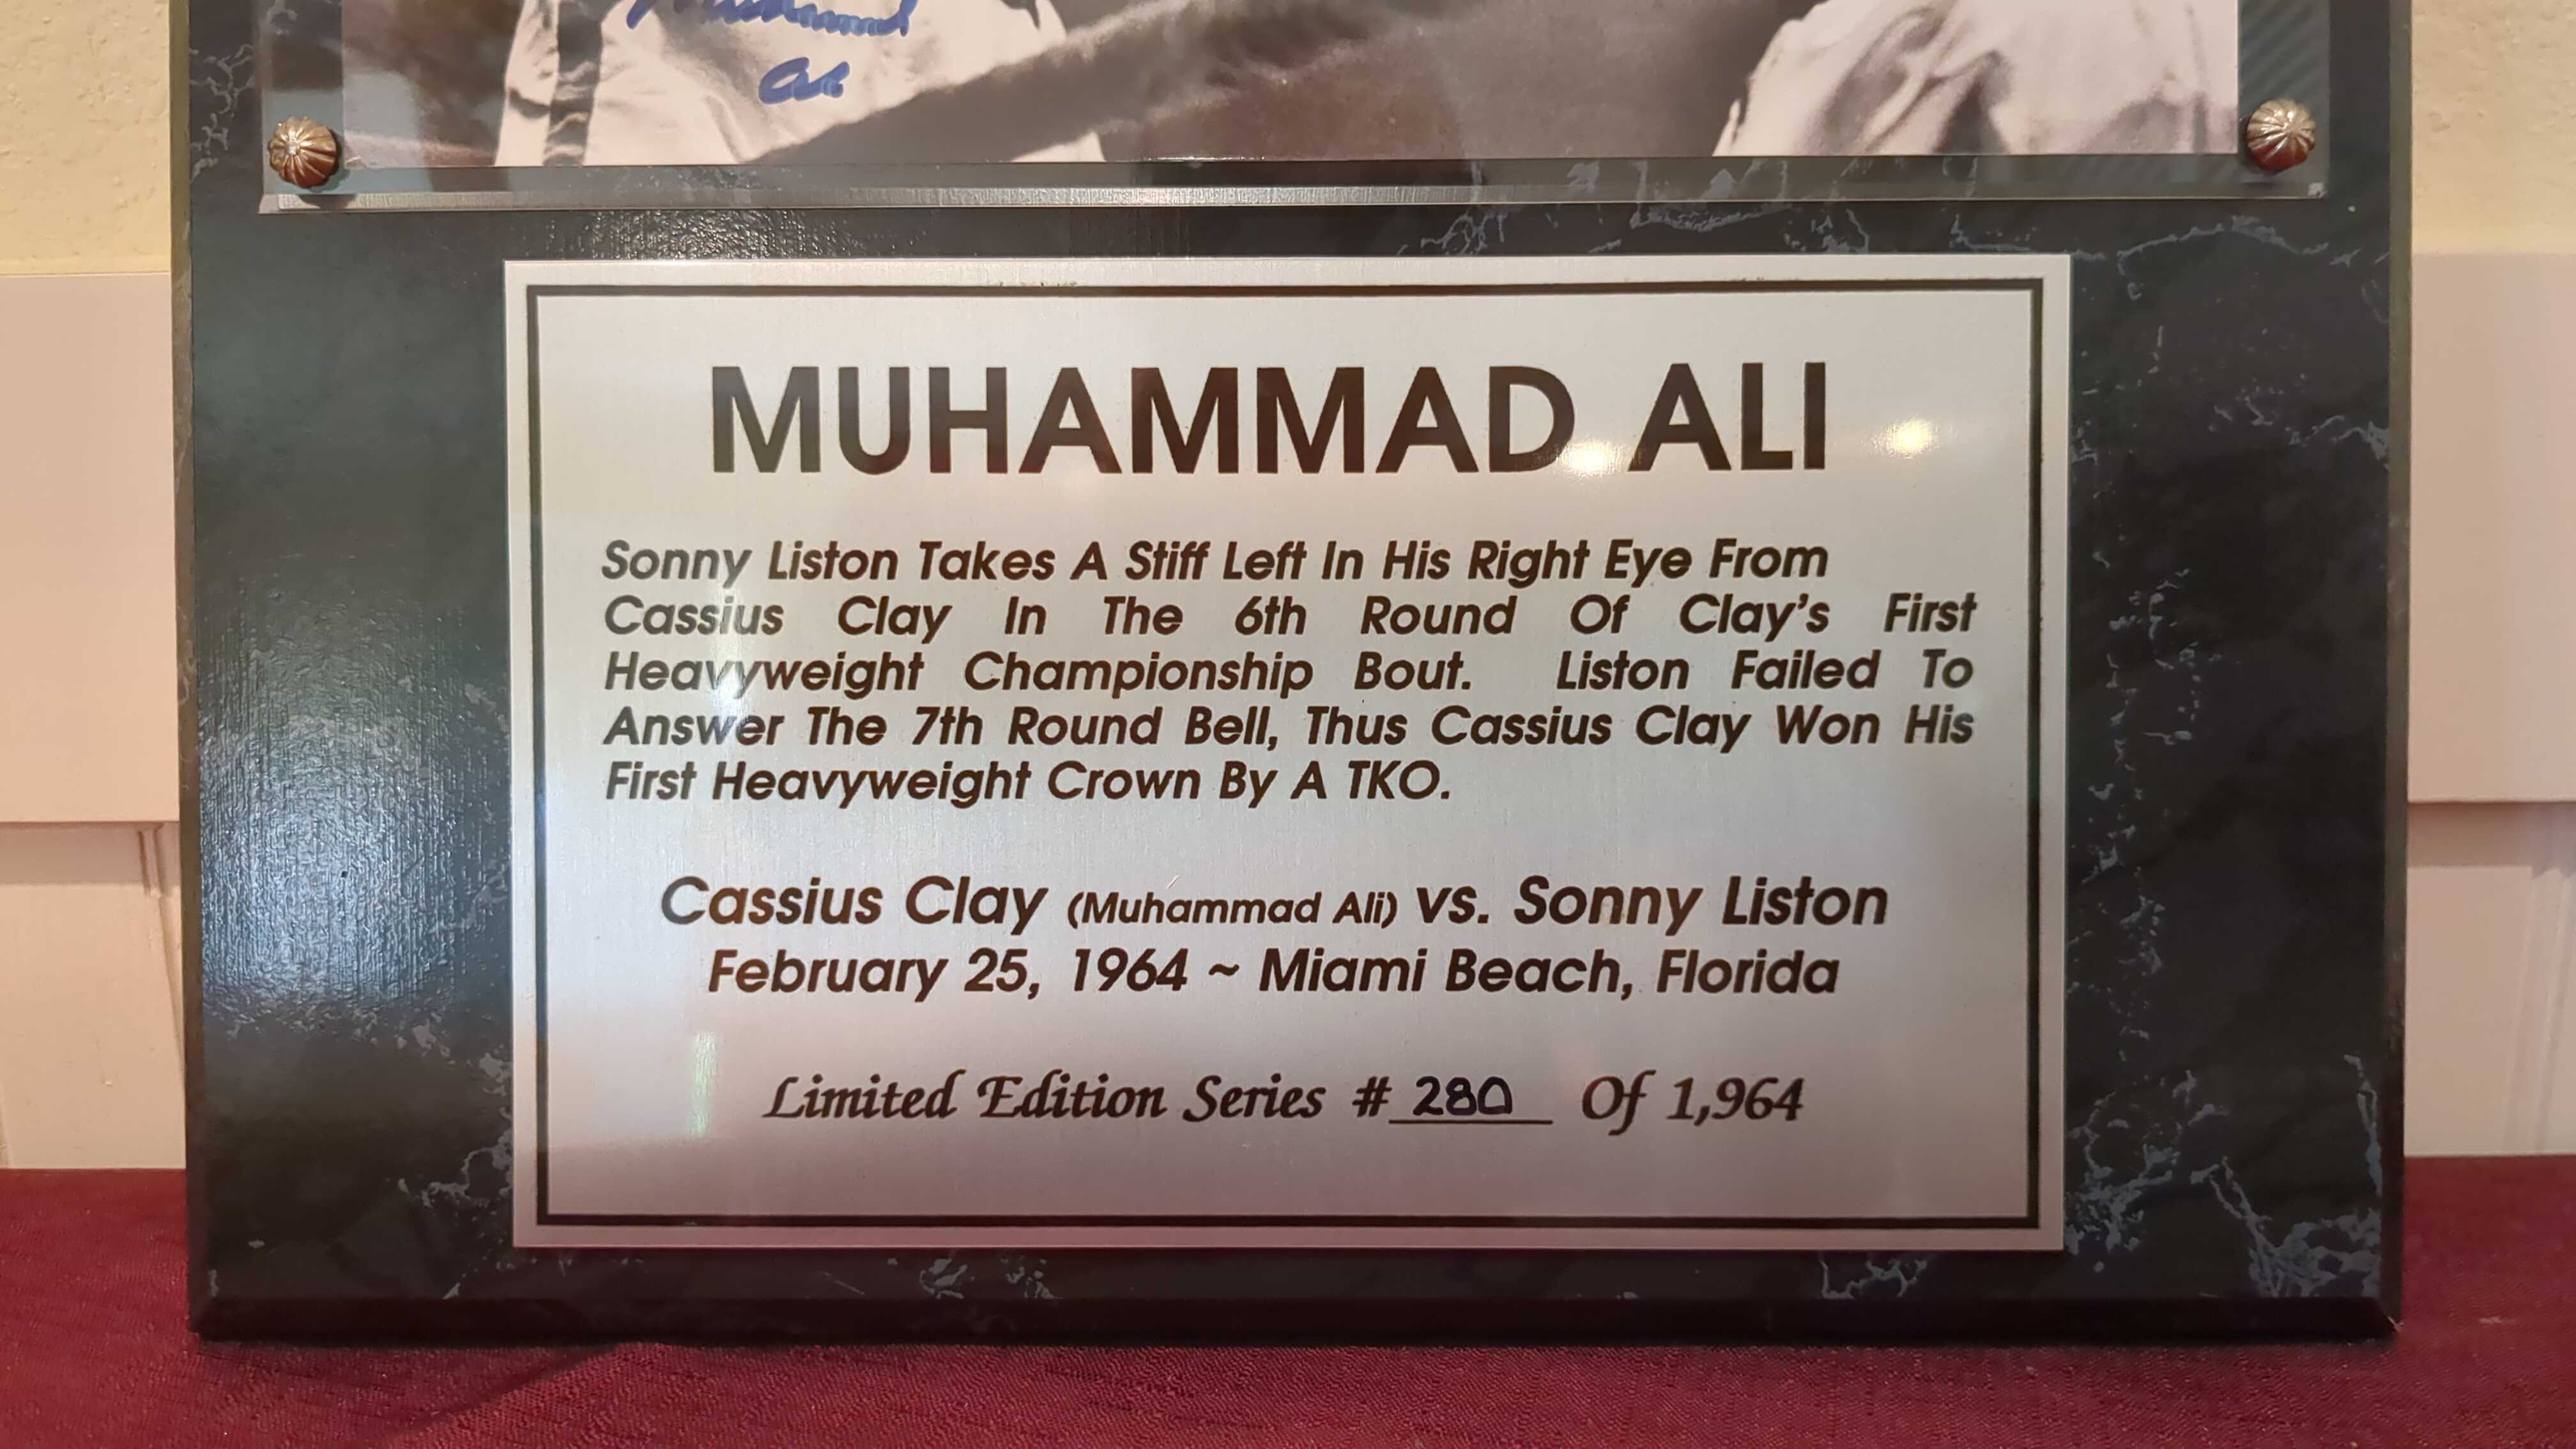 Muhammad
Ali
MUHAMMAD ALI
Sonny Liston Takes A Stiff Left In His Right Eye From
Cassius Clay In The 6th Round Of Clay's First
Heavyweight Championship Bout. Liston Failed To
Answer The 7th Round Bell, Thus Cassius Clay Won His
First Heavyweight Crown By A TKO.
Cassius Clay (Muhammad Ali) vs. Sonny Liston
February 25, 1964 ~ Miami Beach, Florida
Limited Edition Series # 280 Of 1,964